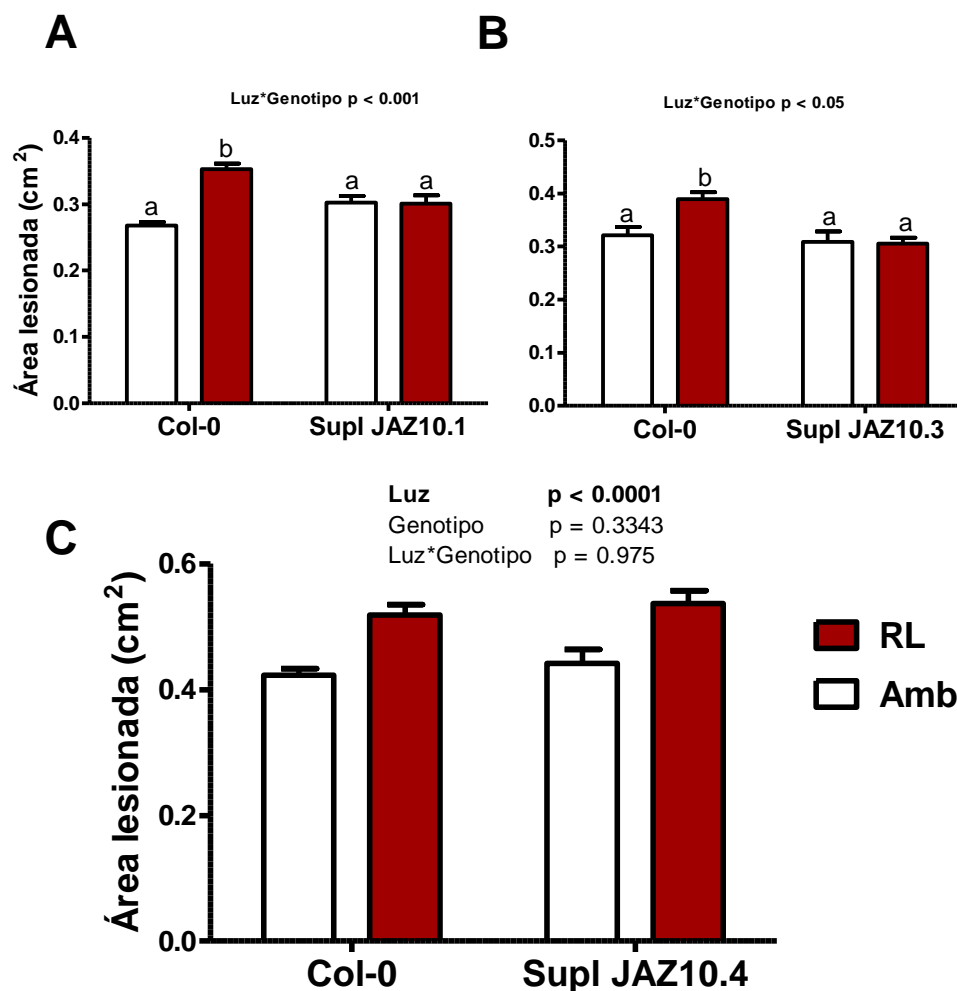 A
B
Luz*Genotipo p < 0.001
Luz*Genotipo p < 0.05
Área lesionada (cm²)
0.4
0.3
0.2
0.1
0.0
a
b
a
a
Col-0
Supl JAZ10.1
0.5
0.4
0.3
0.2
0.1
0.0
a
b
a
a
Col-0
Supl JAZ10.3
C
Luz p < 0.0001
Genotipo p = 0.3343
Luz*Genotipo p = 0.975
Área lesionada (cm²)
0.6
0.4
0.2
0.0
Col-0
Supl JAZ10.4
RL
Amb